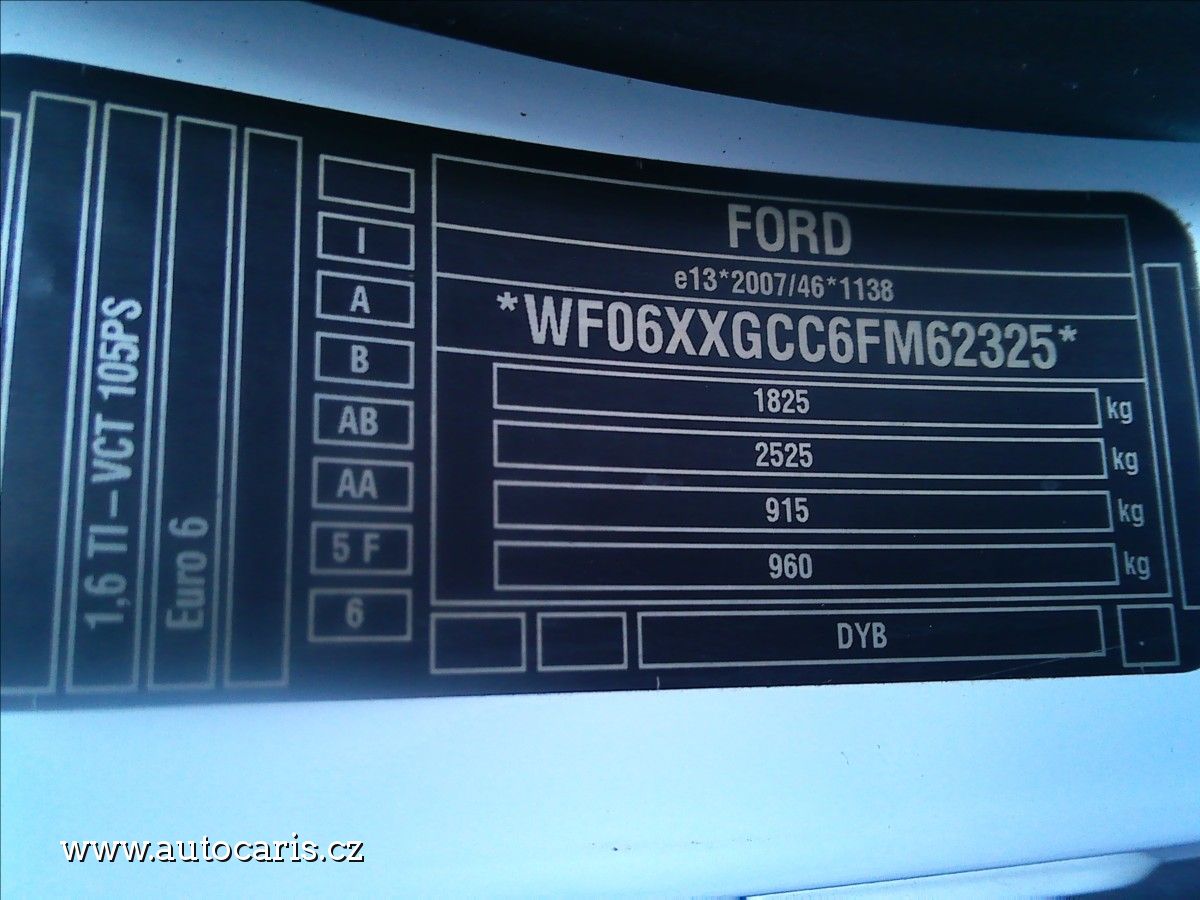 FORD
e13*2007/46*1138
*WF06XXGCC6FM62325*
1825 kg
2525 kg
915 kg
960 kg
DYB
I
A
B
AB
AA
5 F
6
1,6 TI-VCT 105PS
Euro 6
www.autocaris.cz